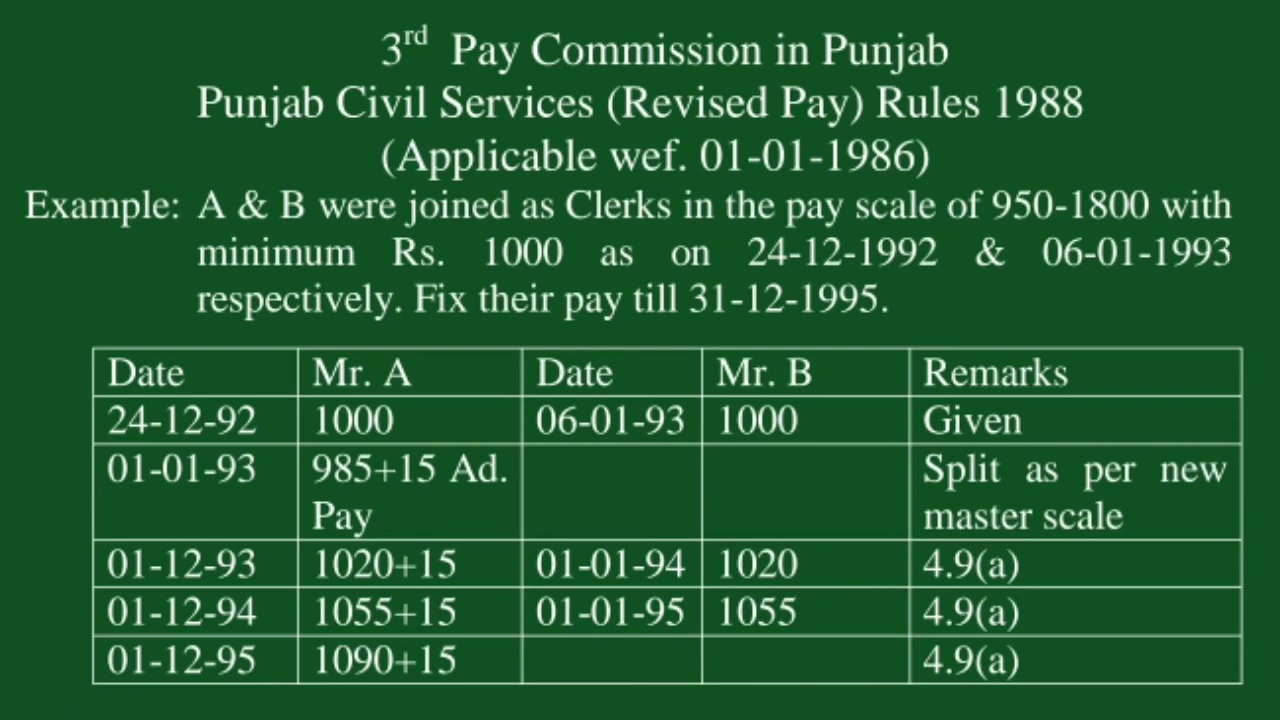 3rd Pay Commission in Punjab
Punjab Civil Services (Revised Pay) Rules 1988
(Applicable wef. 01-01-1986)
Example: A & B were joined as Clerks in the pay scale of 950-1800 with
minimum Rs. 1000 as on 24-12-1992 & 06-01-1993
respectively. Fix their pay till 31-12-1995.
Date Mr. A Date Mr. B Remarks
24-12-92 1000 06-01-93 1000 Given
01-01-93 985+15 Ad. Split as per new
Pay master scale
01-12-93 1020+15 01-01-94 1020 4.9(a)
01-12-94 1055+15 01-01-95 1055 4.9(a)
01-12-95 1090+15 4.9(a)